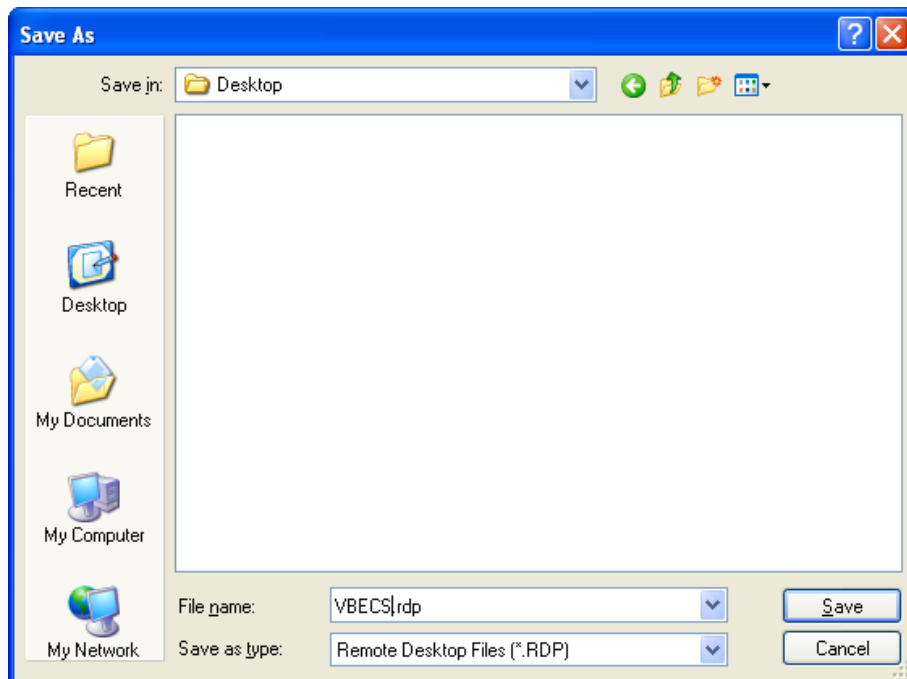 Save As
Save in: Desktop
Recent
Desktop
My Documents
My Computer
My Network
File name: VBECS.rdp Save
Save as type: Remote Desktop Files (*.RDP) Cancel